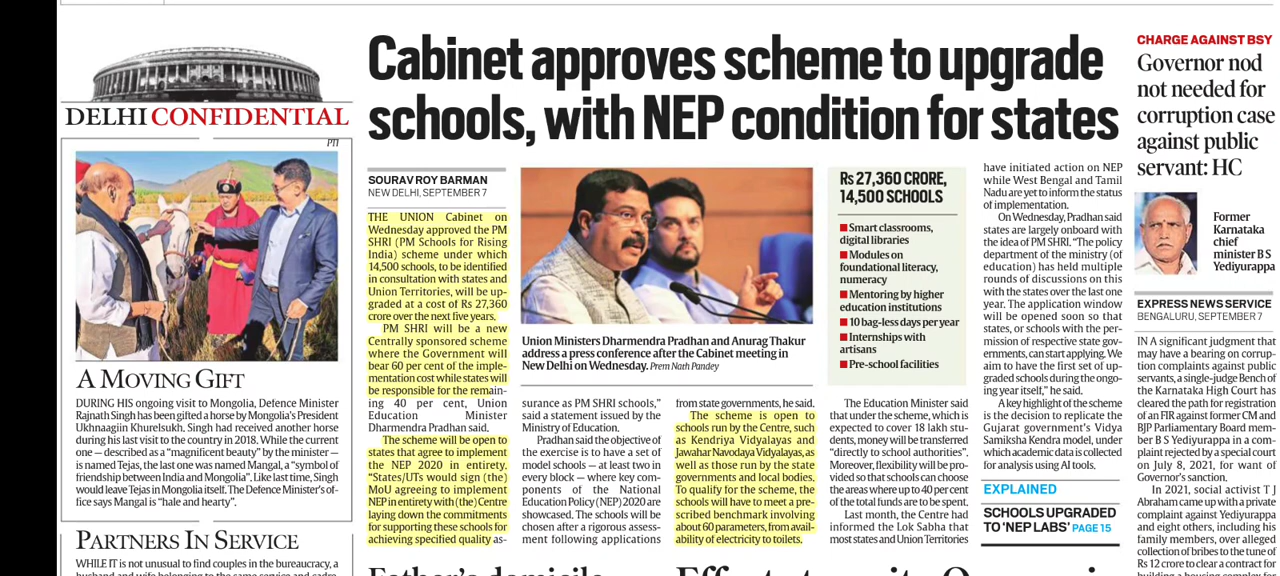 DELHI CONFIDENTIAL
PTI
A MOVING GIFT
DURING HIS ongoing visit to Mongolia, Defence Minister
Rajnath Singh has been gifted a horse by Mongolia's President
Ukhnaagiin Khurelsukh. Singh had received another horse
during his last visit to the country in 2018. While the current
one — described as a "magnificent beauty" by the minister —
is named Tejas, the last one was named Mangal, a "symbol of
friendship between India and Mongolia". Like last time, Singh
would leave Tejas in Mongolia itself. The Defence Minister's of-
fice says Mangal is "hale and hearty".
PARTNERS IN SERVICE
WHILE IT is not unusual to find couples in the bureaucracy, a
Cabinet approves scheme to upgrade
schools, with NEP condition for states
SOURAV ROY BARMAN
NEW DELHI, SEPTEMBER 7
THE UNION Cabinet on
Wednesday approved the PM
SHRI (PM Schools for Rising
India) scheme under which
14,500 schools, to be identified
in consultation with states and
Union Territories, will be up-
graded at a cost of Rs 27,360
crore over the next five years.
PM SHRI will be a new
Centrally sponsored scheme
where the Government will
bear 60 per cent of the imple-
mentation cost while states will
be responsible for the remain-
ing 40 per cent, Union
Education Minister
Dharmendra Pradhan said.
The scheme will be open to
states that agree to implement
the NEP 2020 in entirety.
"States/UTs would sign (the)
MoU agreeing to implement
NEP in entirety with (the) Centre
laying down the commitments
for supporting these schools for
achieving specified quality as-
Union Ministers Dharmendra Pradhan and Anurag Thakur
address a press conference after the Cabinet meeting in
New Delhi on Wednesday. Prem Nath Pandey
surance as PM SHRI schools,"
said a statement issued by the
Ministry of Education.
Pradhan said the objective of
the exercise is to have a set of
model schools — at least two in
every block — where key com-
ponents of the National
Education Policy (NEP) 2020 are
showcased. The schools will be
chosen after a rigorous assess-
ment following applications
from state governments, he said.
The scheme is open to
schools run by the Centre, such
as Kendriya Vidyalayas and
Jawahar Navodaya Vidyalayas, as
well as those run by the state
governments and local bodies.
To qualify for the scheme, the
schools will have to meet a pre-
scribed benchmark involving
about 60 parameters, from avail-
ability of electricity to toilets.
Rs 27,360 CRORE,
14,500 SCHOOLS
Smart classrooms,
digital libraries
Modules on
foundational literacy,
numeracy
Mentoring by higher
education institutions
10 bag-less days per year
Internships with
artisans
Pre-school facilities
The Education Minister said
that under the scheme, which is
expected to cover 18 lakh stu-
dents, money will be transferred
"directly to school authorities".
Moreover, flexibility will be pro-
vided so that schools can choose
the areas where up to 40 per cent
of the total funds are to be spent.
Last month, the Centre had
informed the Lok Sabha that
most states and Union Territories
have initiated action on NEP
while West Bengal and Tamil
Nadu are yet to inform the status
of implementation.
On Wednesday, Pradhan said
states are largely onboard with
the idea of PM SHRI. "The policy
department of the ministry (of
education) has held multiple
rounds of discussions on this
with the states over the last one
year. The application window
will be opened soon so that
states, or schools with the per-
mission of respective state gov-
ernments, can start applying. We
aim to have the first set of up-
graded schools during the ongo-
ing year itself," he said.
A key highlight of the scheme
is the decision to replicate the
Gujarat government's Vidya
Samiksha Kendra model, under
which academic data is collected
for analysis using AI tools.
EXPLAINED
SCHOOLS UPGRADED
TO 'NEP LABS' PAGE 15
CHARGE AGAINST BSY
Governor nod
not needed for
corruption case
against public
servant: HC
Former
Karnataka
chief
minister B S
Yediyurappa
EXPRESS NEWS SERVICE
BENGALURU, SEPTEMBER 7
IN A significant judgment that
may have a bearing on corrup-
tion complaints against public
servants, a single-judge Bench of
the Karnataka High Court has
cleared the path for registration
of an FIR against former CM and
BJP Parliamentary Board mem-
ber B S Yediyurappa in a com-
plaint rejected by a special court
on July 8, 2021, for want of
Governor's sanction.
In 2021, social activist T J
Abraham came up with a private
complaint against Yediyurappa
and eight others, including his
family members, over alleged
collection of bribes to the tune of
Rs 12 crore to clear a contract for